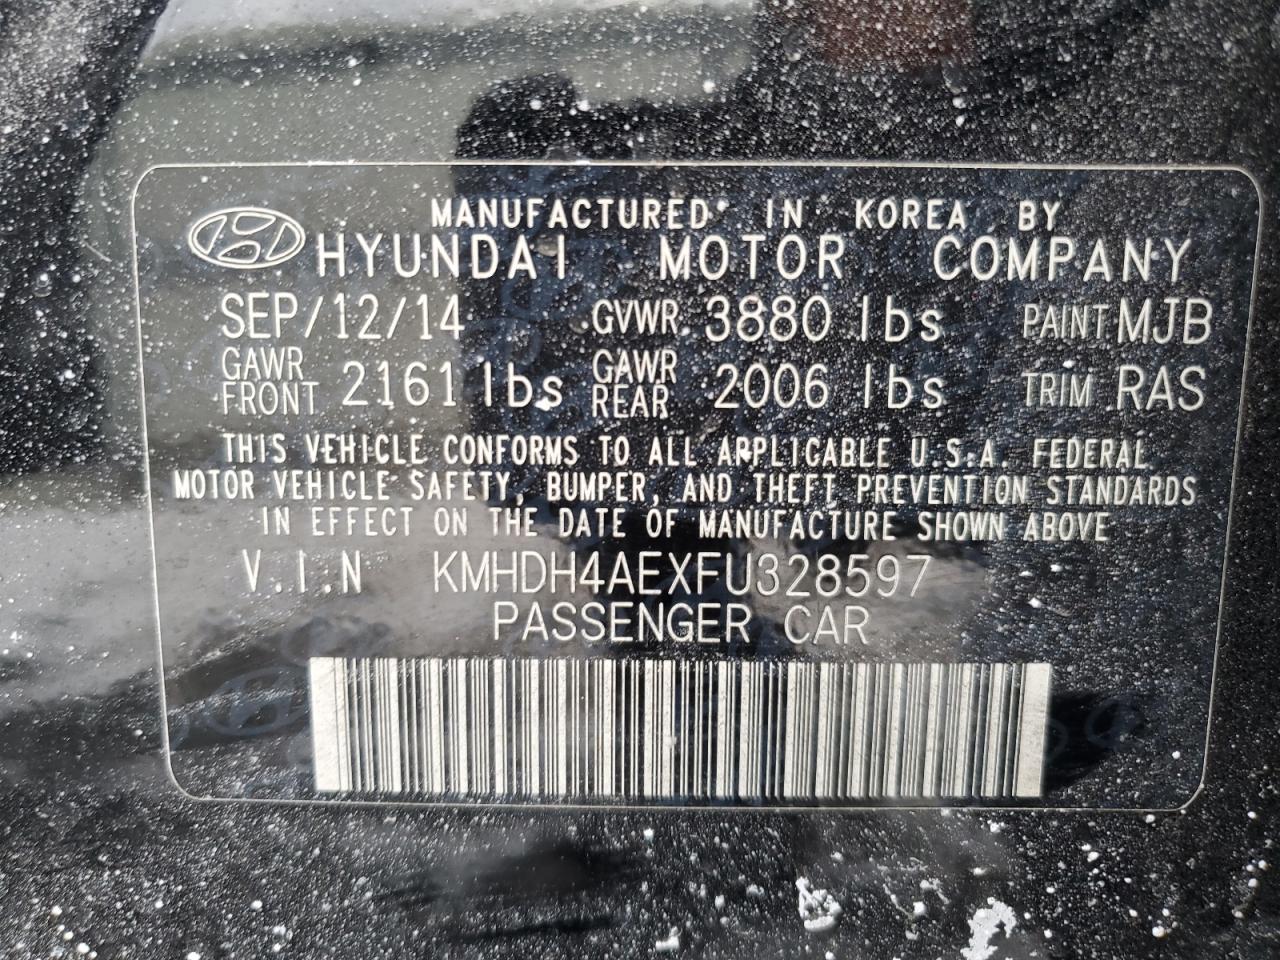 MANUFACTURED IN KOREA BY
HYUNDAI MOTOR COMPANY
SEP/12/14 GVWR 3880 lbs PAINT MJB
GAWR FRONT 2161 lbs GAWR REAR 2006 lbs TRIM RAS
THIS VEHICLE CONFORMS TO ALL APPLICABLE U.S.A. FEDERAL
MOTOR VEHICLE SAFETY, BUMPER, AND THEFT PREVENTION STANDARDS
IN EFFECT ON THE DATE OF MANUFACTURE SHOWN ABOVE
V.I.N KMHDH4AEXFU328597
PASSENGER CAR